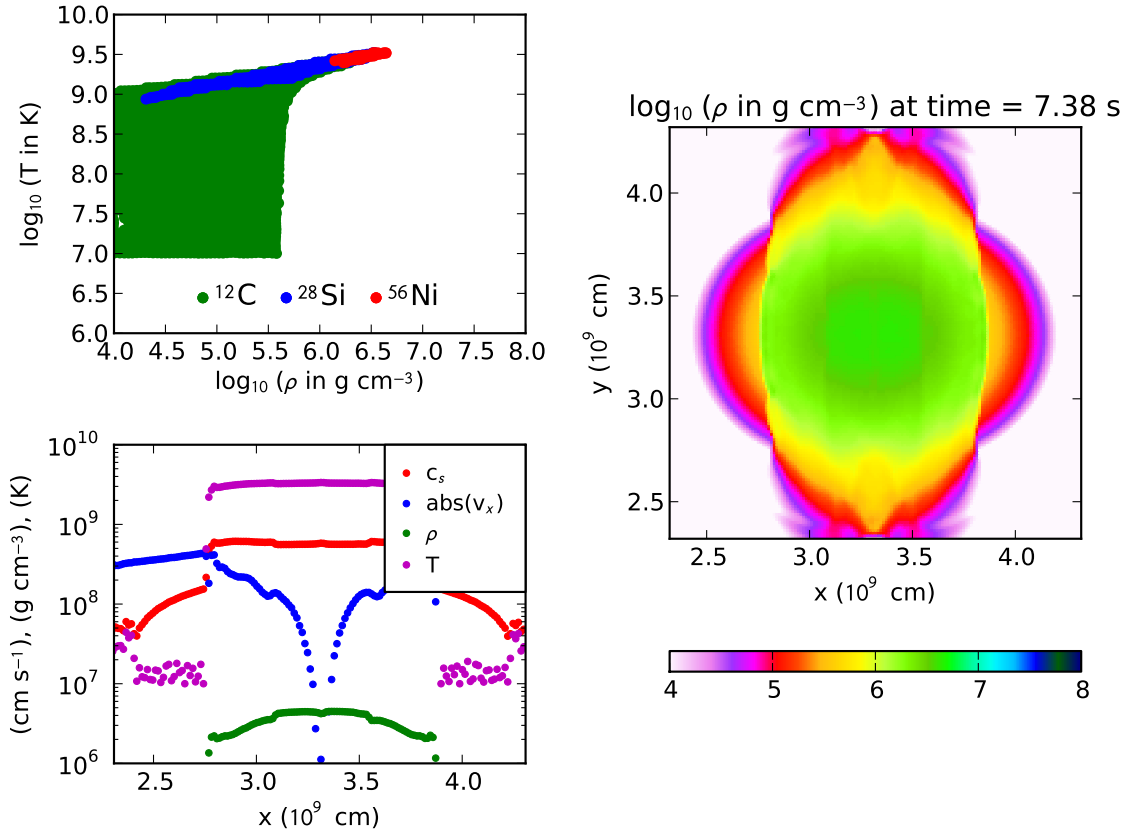 10.0
9.5
9.0
8.5
8.0
7.5
7.0
6.5
6.0
log₁₀ (T in K)
¹²C ²⁸Si ⁵⁶Ni
4.0 4.5 5.0 5.5 6.0 6.5 7.0 7.5 8.0
log₁₀ (ρ in g cm⁻³)
log₁₀ (ρ in g cm⁻³) at time = 7.38 s
4.0
3.5
3.0
2.5
y (10⁹ cm)
2.5 3.0 3.5 4.0
x (10⁹ cm)
4 5 6 7 8
10¹⁰
10⁹
10⁸
10⁷
10⁶
(cm s⁻¹), (g cm⁻³), (K)
cₛ
abs(vₓ)
ρ
T
2.5 3.0 3.5 4.0
x (10⁹ cm)